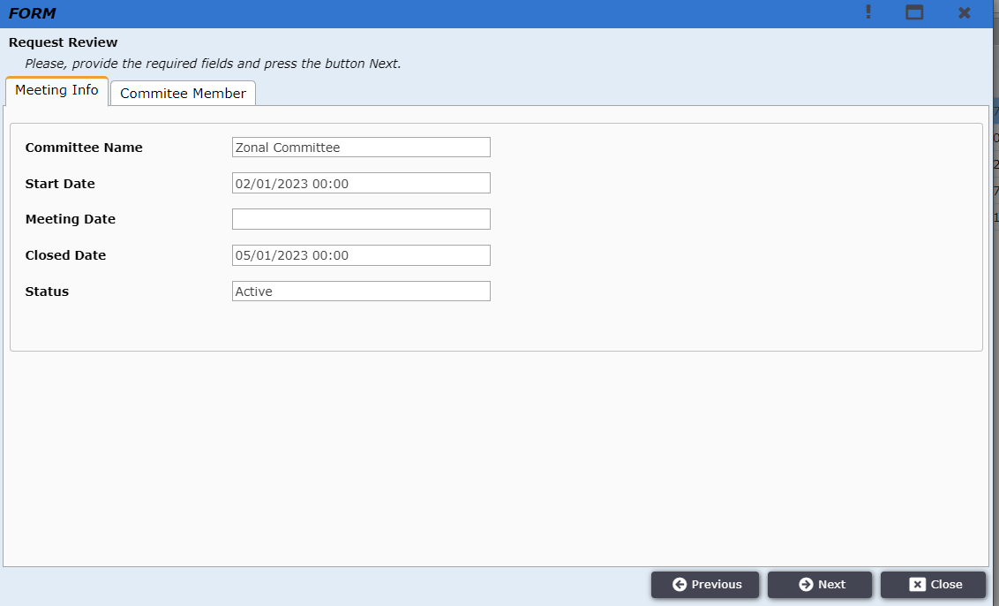 FORM
Request Review
Please, provide the required fields and press the button Next.
Meeting Info
Commitee Member
Committee Name Zonal Committee
Start Date 02/01/2023 00:00
Meeting Date
Closed Date 05/01/2023 00:00
Status Active
Previous Next Close